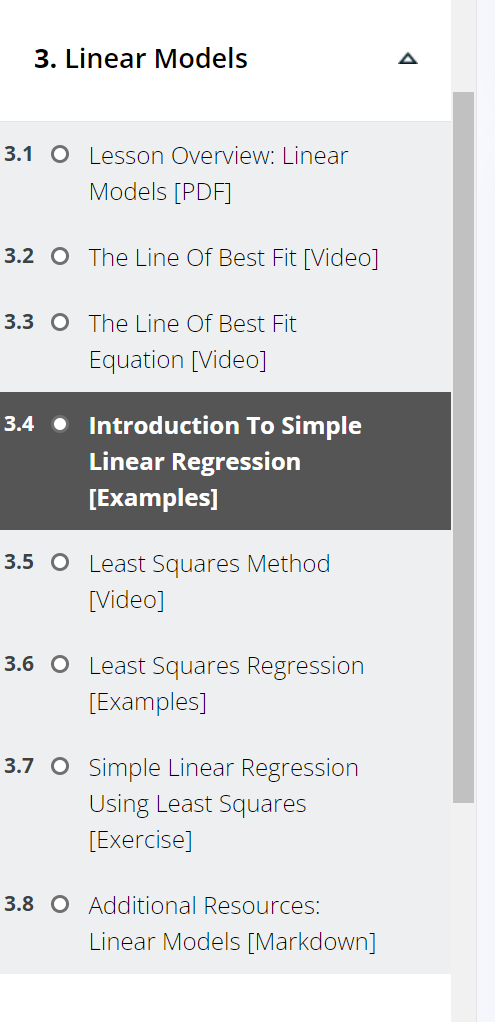 3. Linear Models
3.1 Lesson Overview: Linear
Models [PDF]
3.2 The Line Of Best Fit [Video]
3.3 The Line Of Best Fit
Equation [Video]
3.4 Introduction To Simple
Linear Regression
[Examples]
3.5 Least Squares Method
[Video]
3.6 Least Squares Regression
[Examples]
3.7 Simple Linear Regression
Using Least Squares
[Exercise]
3.8 Additional Resources:
Linear Models [Markdown]